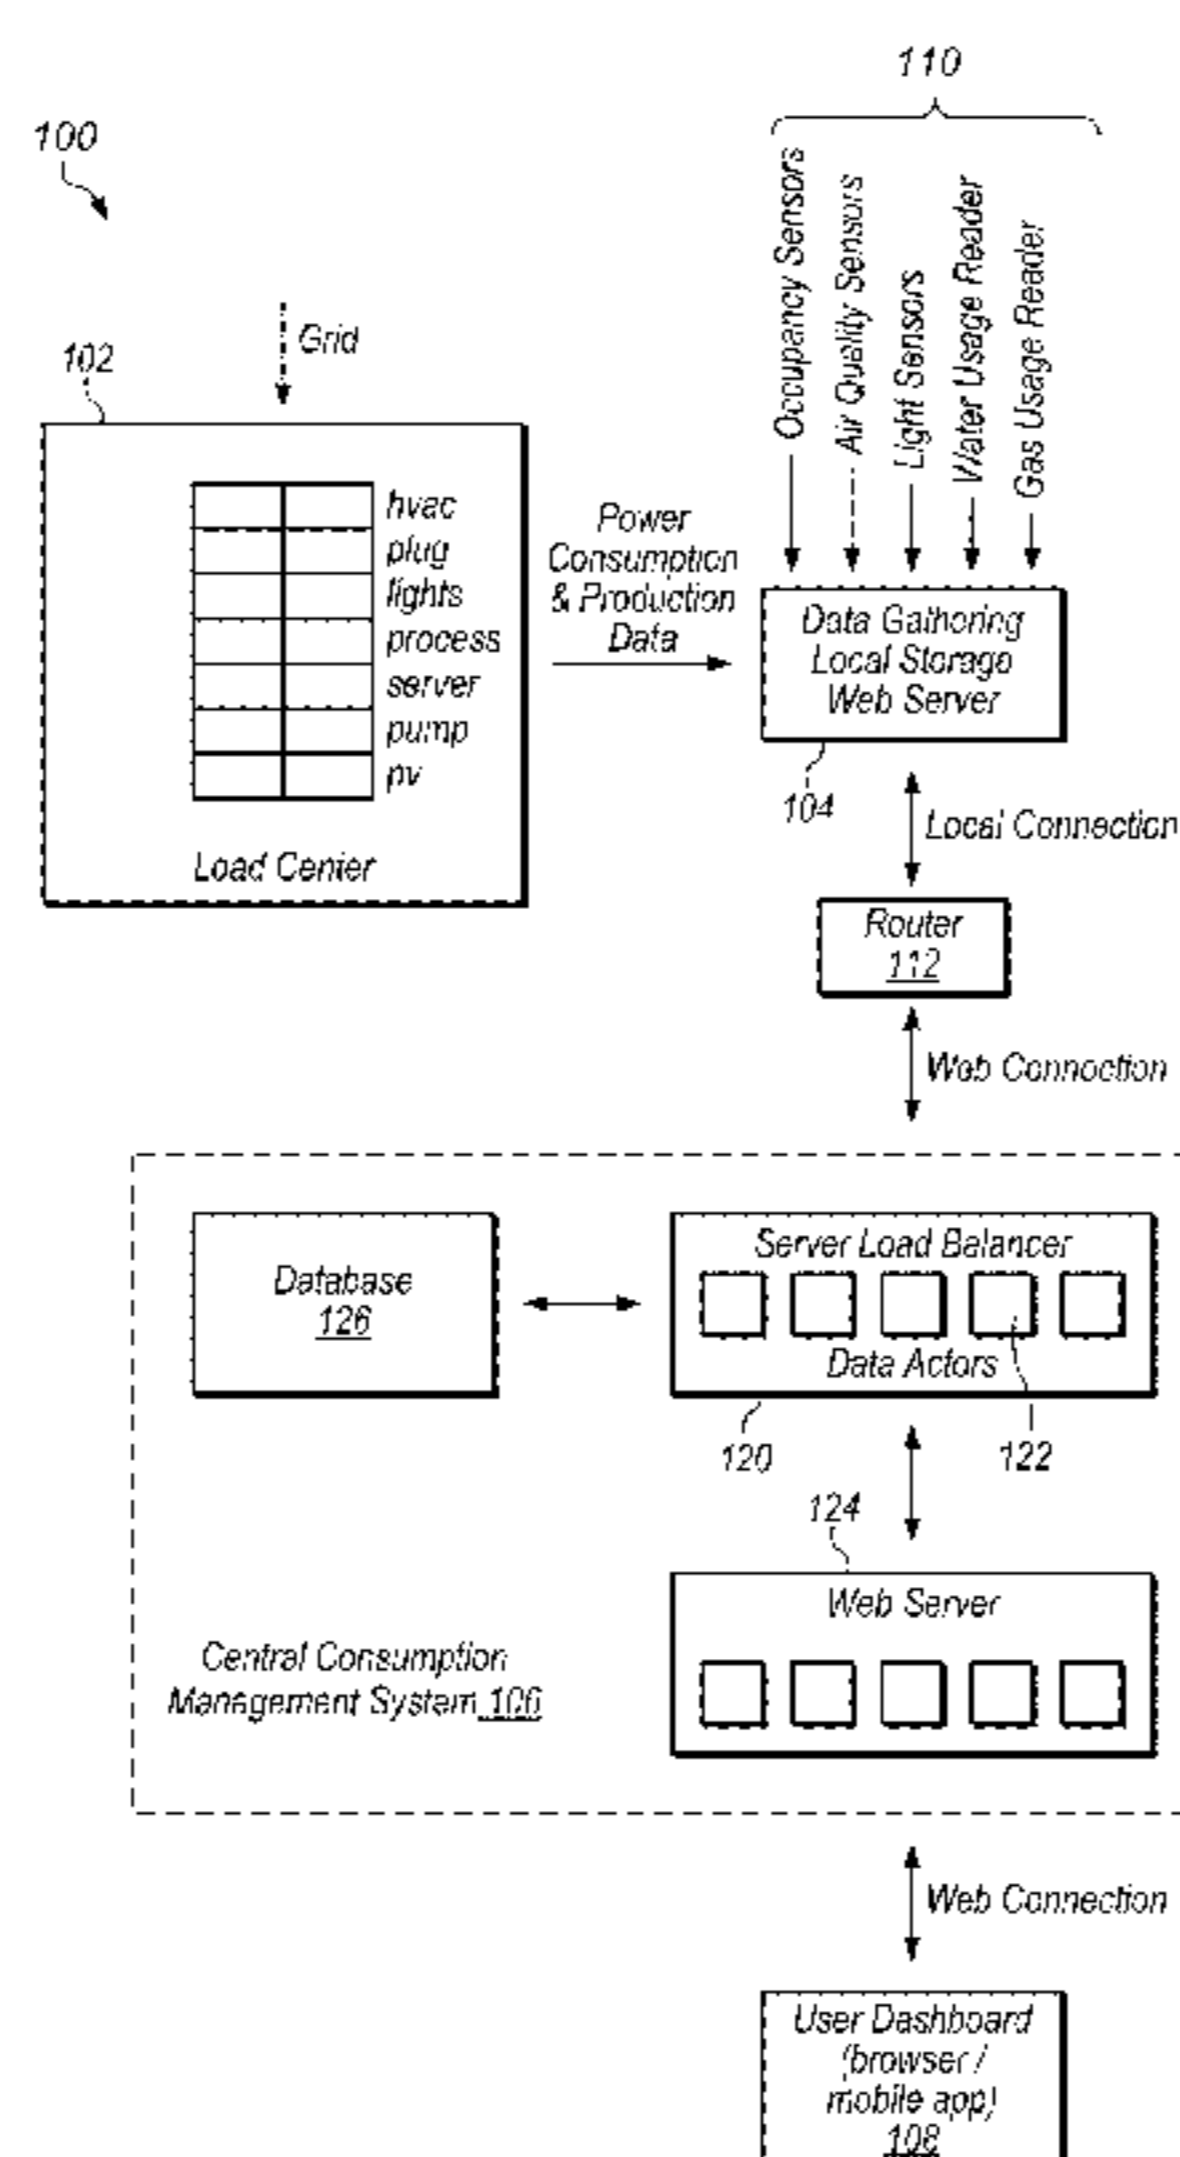 110
100
Occupancy Sensors
Air Quality Sensors
Light Sensors
Water Usage Reader
Gas Usage Reader
Grid
102
hvac
plug
lights
process
server
pump
pv
Load Center
Power
Consumption
& Production
Data
Data Gathering
Local Storage
Web Server
104
Local Connection
Router
112
Web Connection
Database
126
Server Load Balancer
Data Actors
120
122
124
Web Server
Central Consumption
Management System 106
Web Connection
User Dashboard
(browser /
mobile app)
108